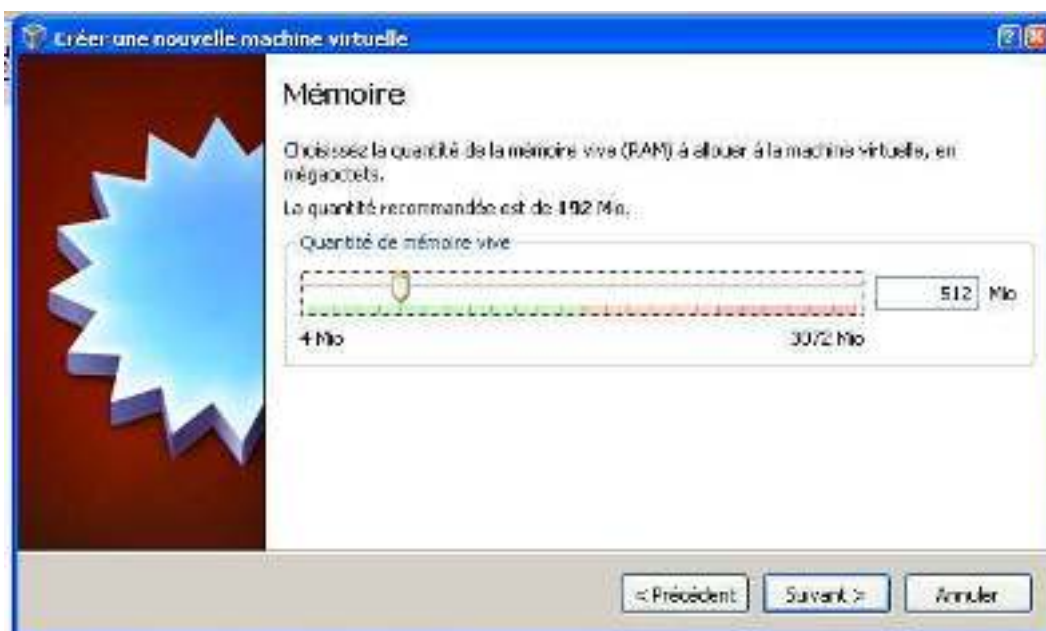 Créer une nouvelle machine virtuelle
Mémoire
Choisissez la quantité de la mémoire vive (RAM) à allouer à la machine virtuelle, en
mégaoctets.
La quantité recommandée est de 192 Mio.
Quantité de mémoire vive
512 Mio
4 Mio 3072 Mio
< Précédent Suivant > Annuler